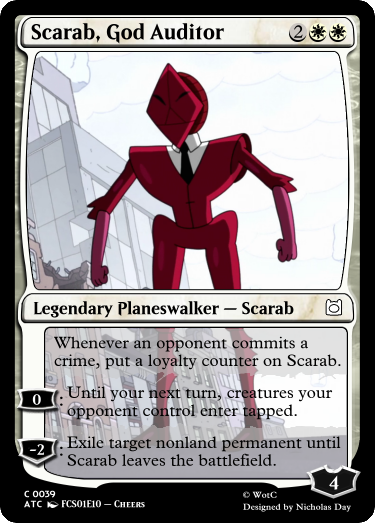 Scarab, God Auditor 2
Legendary Planeswalker — Scarab
Whenever an opponent commits a
crime, put a loyalty counter on Scarab.
0 : Until your next turn, creatures your
opponent control enter tapped.
-2 : Exile target nonland permanent until
Scarab leaves the battlefield.
4
C 0039
ATC FCS01E10 — Cheers
© WotC
Designed by Nicholas Day